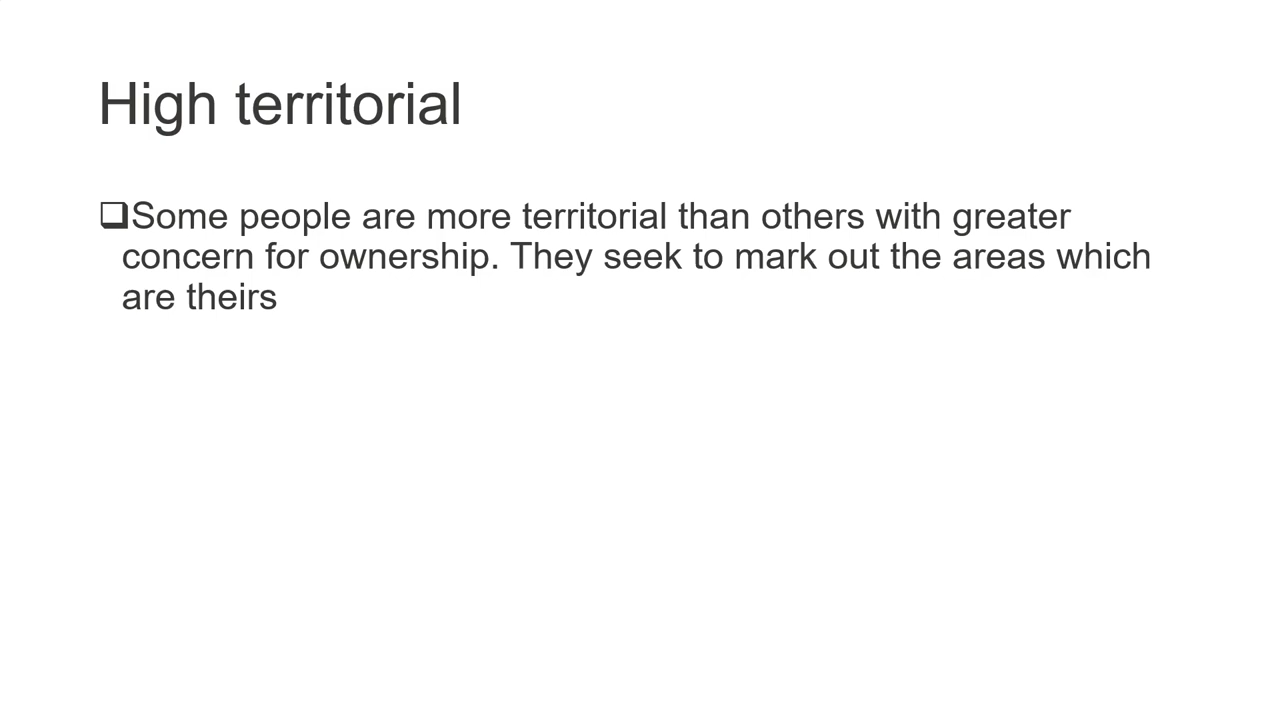 High territorial
❑Some people are more territorial than others with greater
concern for ownership. They seek to mark out the areas which
are theirs